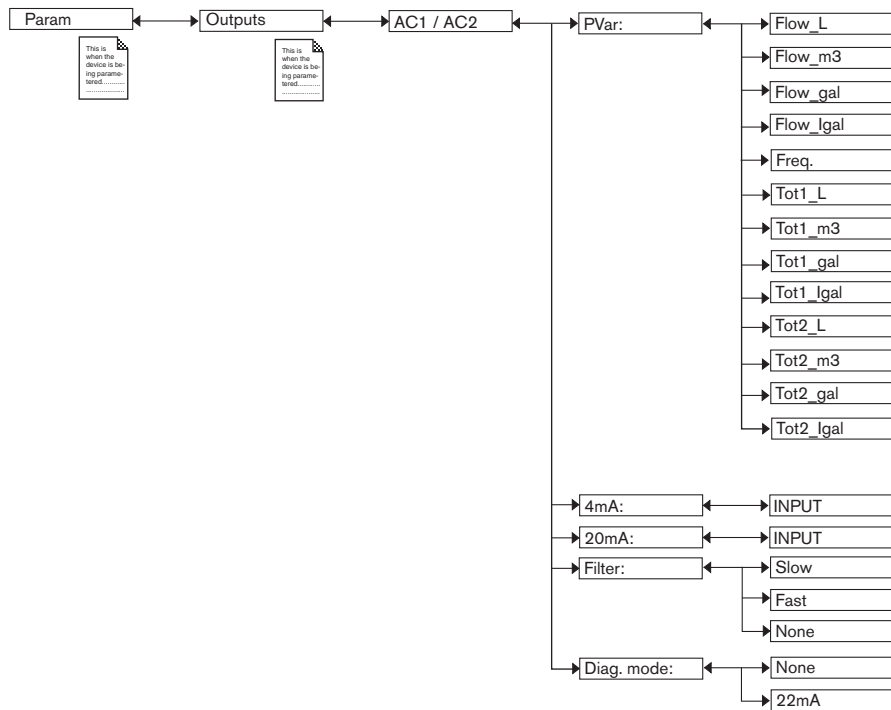 Param
Outputs
AC1 / AC2
PVar:
Flow_L
Flow_m3
Flow_gal
Flow_Igal
Freq.
Tot1_L
Tot1_m3
Tot1_gal
Tot1_Igal
Tot2_L
Tot2_m3
Tot2_gal
Tot2_Igal
This is
when the
device is be-
ing parame-
tered............
......................
This is
when the
device is be-
ing parame-
tered............
......................
4mA:
INPUT
20mA:
INPUT
Filter:
Slow
Fast
None
Diag. mode:
None
22mA